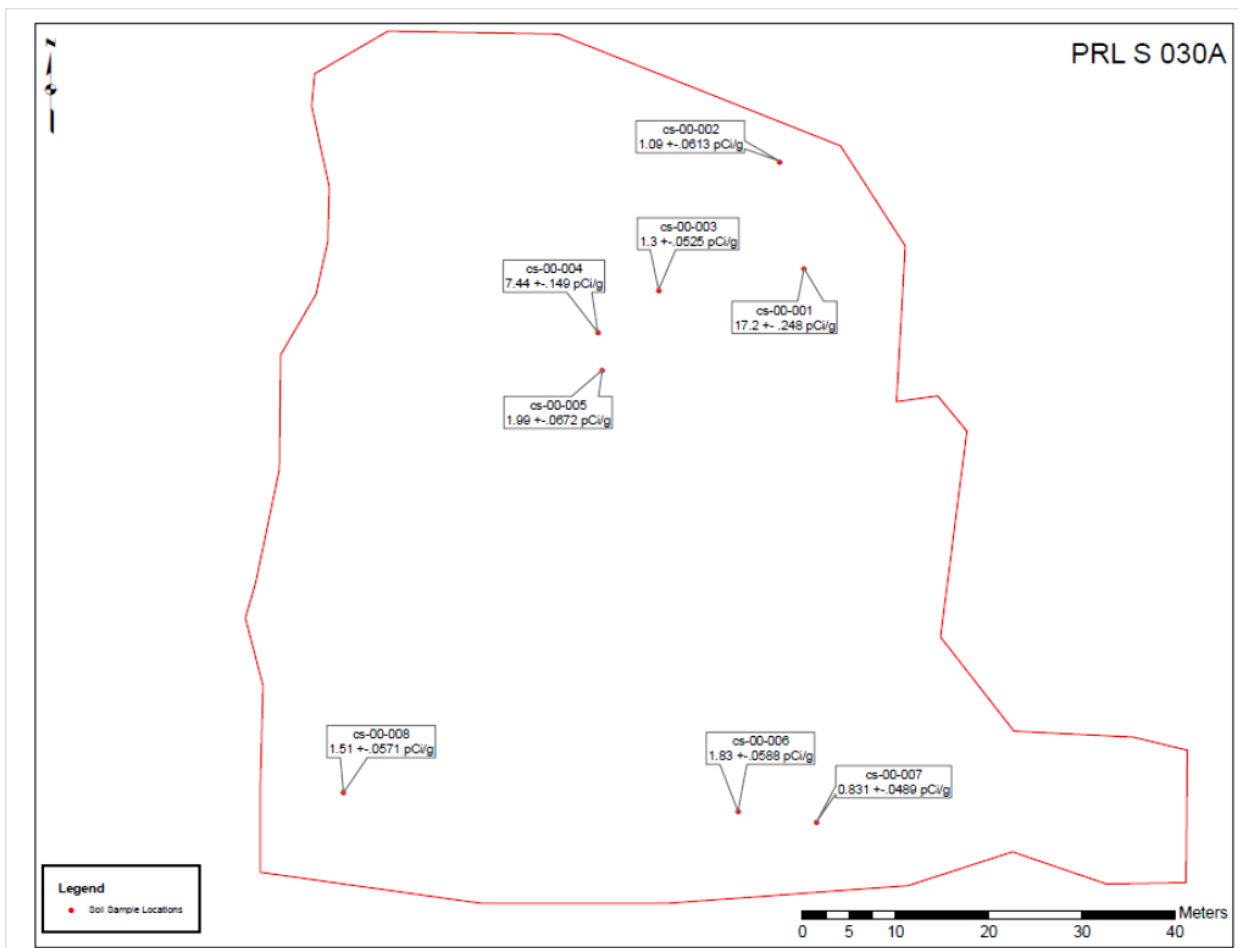 N
PRL S 030A
cs-00-002
1.09 +-.0613 pCi/g
cs-00-003
1.3 +-.0525 pCi/g
cs-00-004
7.44 +-.149 pCi/g
cs-00-001
17.2 +- .248 pCi/g
cs-00-005
1.99 +-.0672 pCi/g
cs-00-008
1.51 +-.0571 pCi/g
cs-00-006
1.83 +-.0588 pCi/g
cs-00-007
0.831 +-.0489 pCi/g
Legend
Soil Sample Locations
Meters
0 5 10 20 30 40